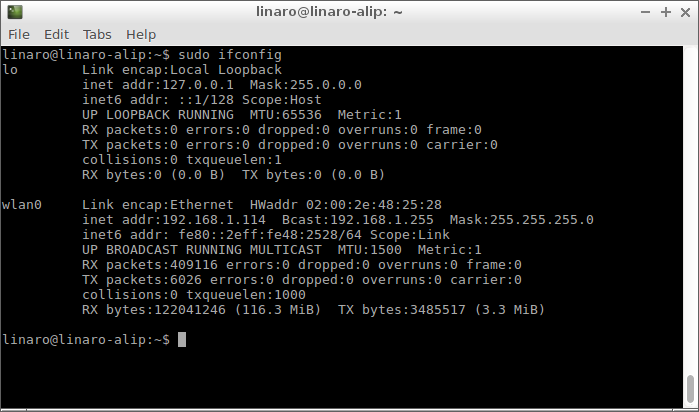 linaro@linaro-alip: ~
File Edit Tabs Help
linaro@linaro-alip:~$ sudo ifconfig
lo        Link encap:Local Loopback
          inet addr:127.0.0.1  Mask:255.0.0.0
          inet6 addr: ::1/128 Scope:Host
          UP LOOPBACK RUNNING  MTU:65536  Metric:1
          RX packets:0 errors:0 dropped:0 overruns:0 frame:0
          TX packets:0 errors:0 dropped:0 overruns:0 carrier:0
          collisions:0 txqueuelen:1
          RX bytes:0 (0.0 B)  TX bytes:0 (0.0 B)

wlan0     Link encap:Ethernet  HWaddr 02:00:2e:48:25:28
          inet addr:192.168.1.114  Bcast:192.168.1.255  Mask:255.255.255.0
          inet6 addr: fe80::2eff:fe48:2528/64 Scope:Link
          UP BROADCAST RUNNING MULTICAST  MTU:1500  Metric:1
          RX packets:409116 errors:0 dropped:0 overruns:0 frame:0
          TX packets:6026 errors:0 dropped:0 overruns:0 carrier:0
          collisions:0 txqueuelen:1000
          RX bytes:122041246 (116.3 MiB)  TX bytes:3485517 (3.3 MiB)

linaro@linaro-alip:~$